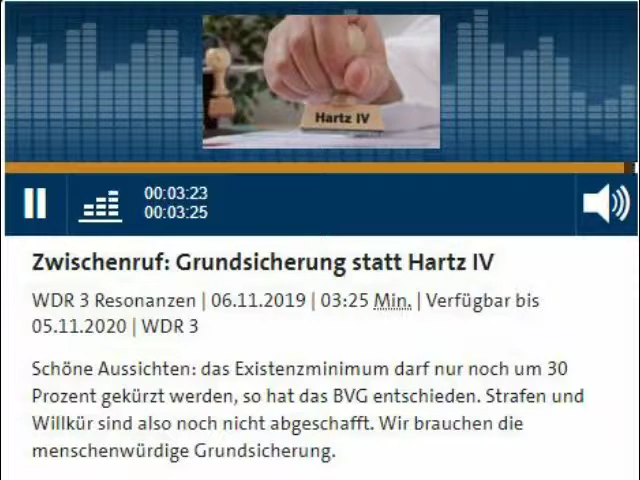 Hartz IV
00:03:23
00:03:25
Zwischenruf: Grundsicherung statt Hartz IV
WDR 3 Resonanzen | 06.11.2019 | 03:25 Min. | Verfügbar bis
05.11.2020 | WDR 3
Schöne Aussichten: das Existenzminimum darf nur noch um 30
Prozent gekürzt werden, so hat das BVG entschieden. Strafen und
Willkür sind also noch nicht abgeschafft. Wir brauchen die
menschenwürdige Grundsicherung.